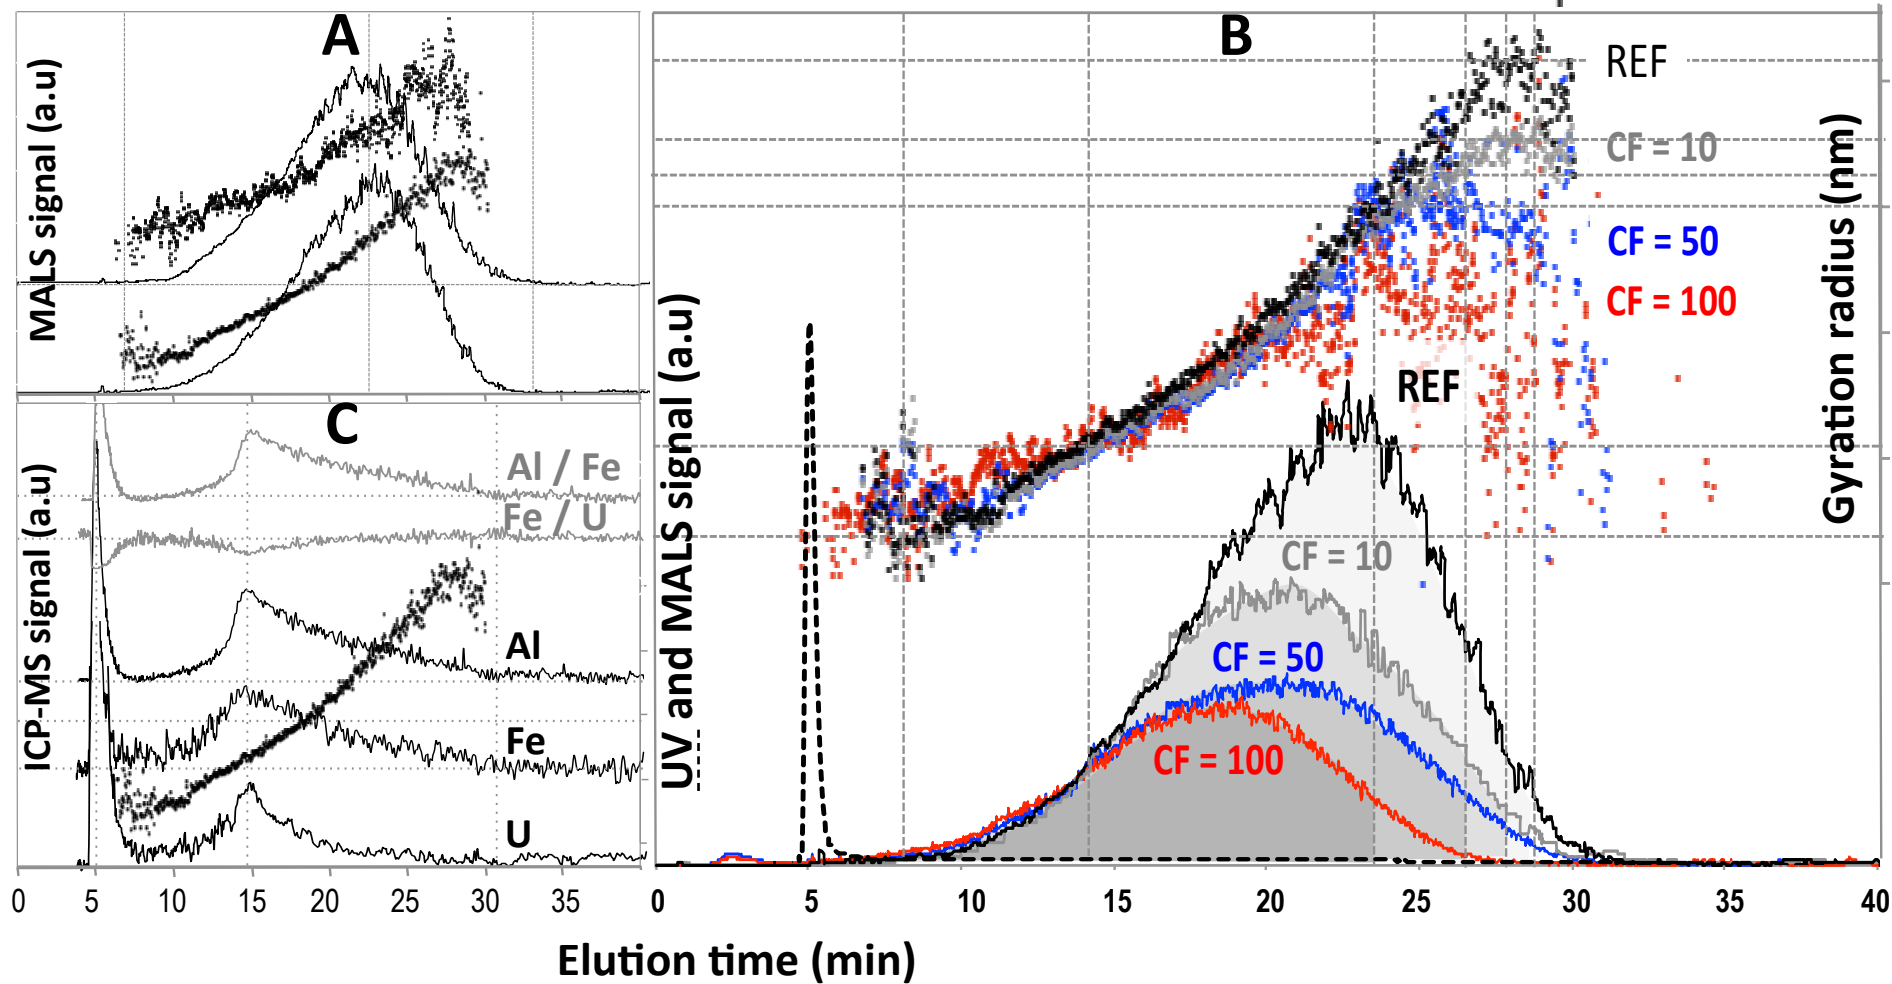 A
MALS signal (a.u)
B
REF
CF = 10
CF = 50
CF = 100
Gyration radius (nm)
UV and MALS signal (a.u)
REF
CF = 10
CF = 50
CF = 100
C
ICP-MS signal (a.u)
Al / Fe
Fe / U
Al
Fe
U
0 5 10 15 20 25 30 35
0 5 10 15 20 25 30 35 40
Elution time (min)